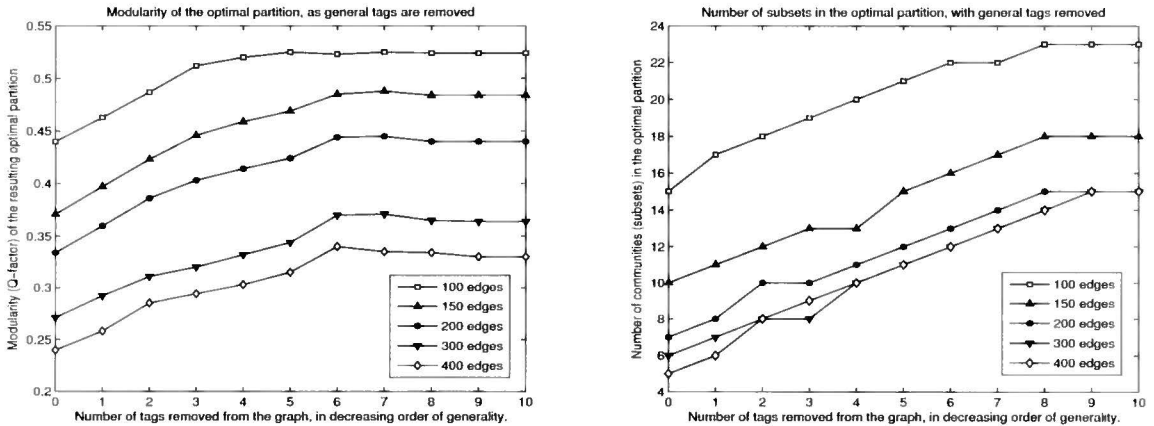 Modularity of the optimal partition, as general tags are removed
Modularity (Q-factor) of the resulting optimal partition
0.55
0.5
0.45
0.4
0.35
0.3
0.25
0.2
100 edges
150 edges
200 edges
300 edges
400 edges
0 1 2 3 4 5 6 7 8 9 10
Number of tags removed from the graph, in decreasing order of generality.
Number of subsets in the optimal partition, with general tags removed
Number of communities (subsets) in the optimal partition
24
22
20
18
16
14
12
10
8
6
4
100 edges
150 edges
200 edges
300 edges
400 edges
0 1 2 3 4 5 6 7 8 9 10
Number of tags removed from the graph, in decreasing order of generality.